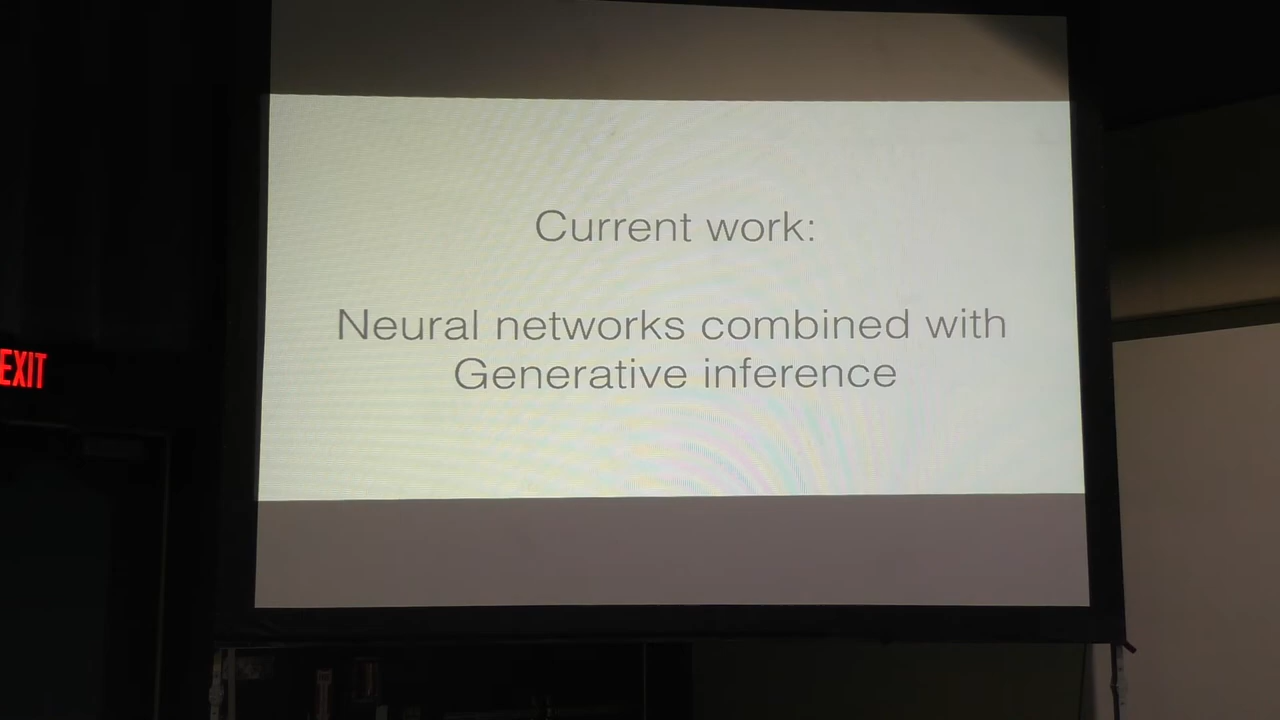 Current work:
Neural networks combined with
Generative inference
EXIT